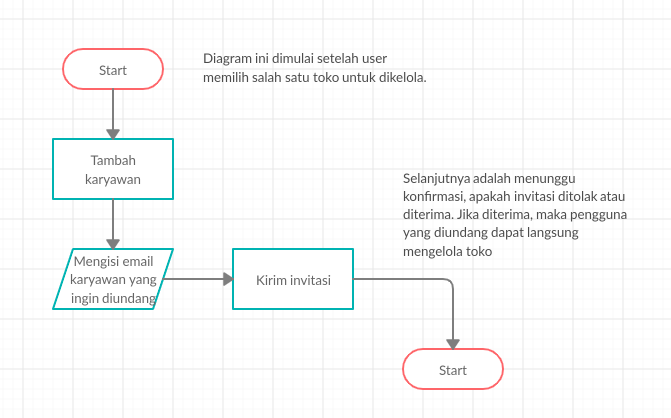 Start
Diagram ini dimulai setelah user
memilih salah satu toko untuk dikelola.
Tambah
karyawan
Selanjutnya adalah menunggu
konfirmasi, apakah invitasi ditolak atau
diterima. Jika diterima, maka pengguna
yang diundang dapat langsung
mengelola toko
Mengisi email
karyawan yang
ingin diundang
Kirim invitasi
Start